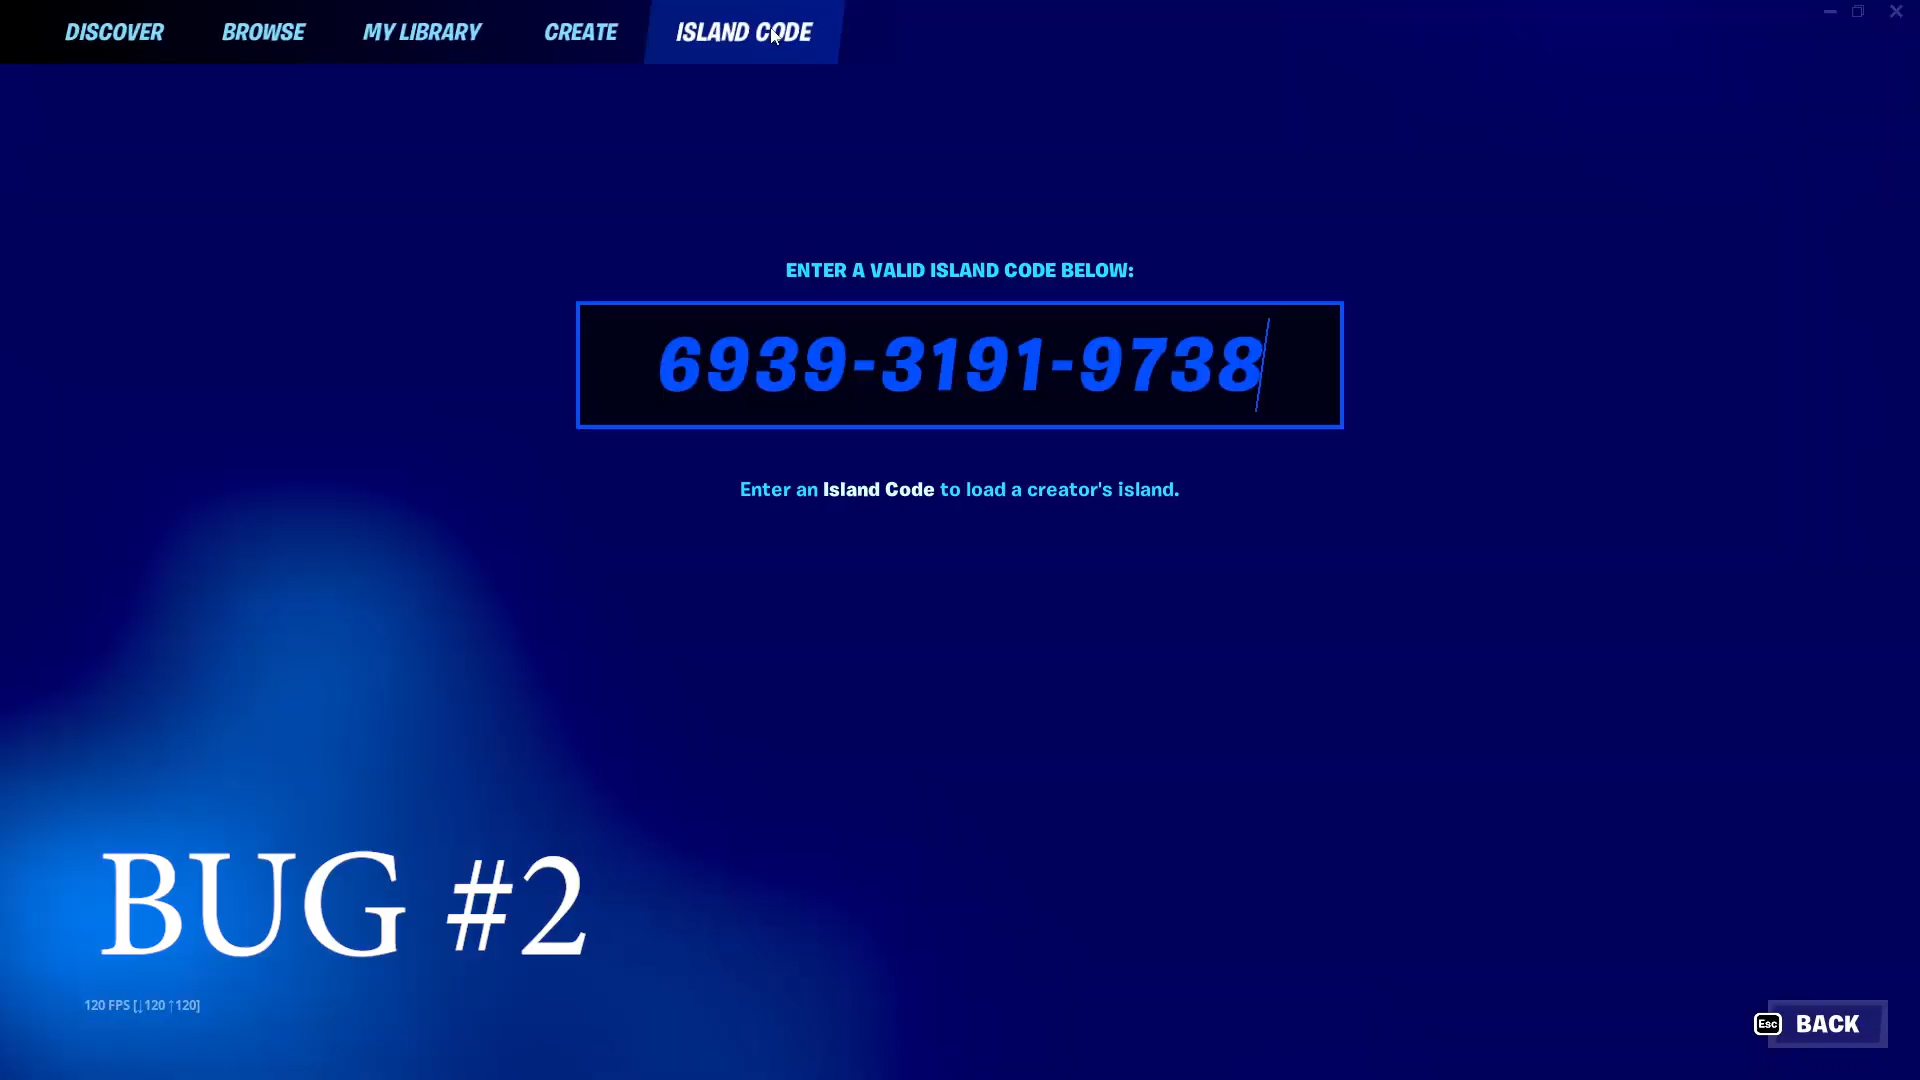 DISCOVER BROWSE MY LIBRARY CREATE ISLAND CODE
ENTER A VALID ISLAND CODE BELOW:
6939-3191-9738
Enter an Island Code to load a creator's island.
BUG #2
120 FPS [↓120 ↑120]
Esc BACK